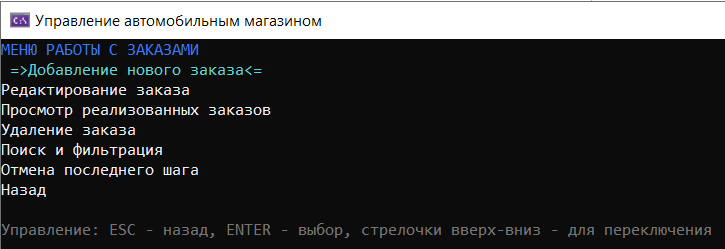 Управление автомобильным магазином
МЕНЮ РАБОТЫ С ЗАКАЗАМИ
=>Добавление нового заказа<=
Редактирование заказа
Просмотр реализованных заказов
Удаление заказа
Поиск и фильтрация
Отмена последнего шага
Назад
Управление: ESC - назад, ENTER - выбор, стрелочки вверх-вниз - для переключения